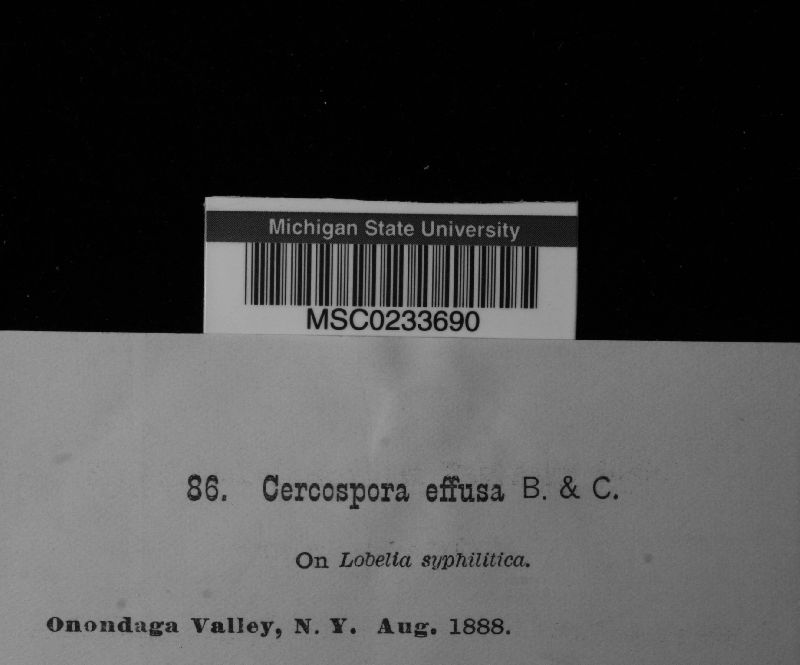 Michigan State University
MSC0233690
86. Cercospora effusa B. & C.
On Lobelia syphilitica.
Onondaga Valley, N. Y. Aug. 1888.